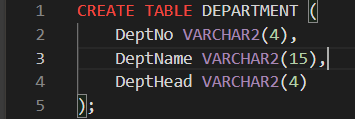 1 CREATE TABLE DEPARTMENT (
2     DeptNo VARCHAR2(4),
3     DeptName VARCHAR2(15),
4     DeptHead VARCHAR2(4)
5 );